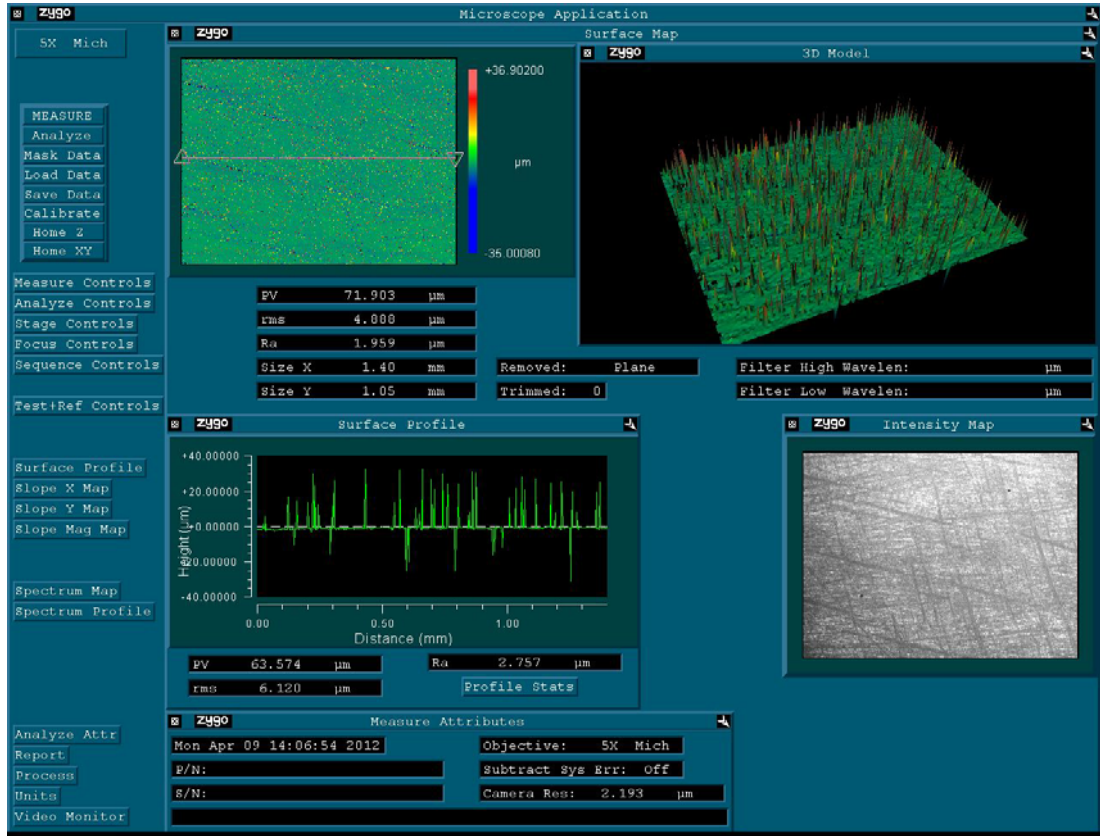 zygo Microscope Application
5X Mich
MEASURE
Analyze
Mask Data
Load Data
Save Data
Calibrate
Home Z
Home XY
Measure Controls
Analyze Controls
Stage Controls
Focus Controls
Sequence Controls
Test+Ref Controls
Surface Profile
Slope X Map
Slope Y Map
Slope Mag Map
Spectrum Map
Spectrum Profile
Analyze Attr
Report
Process
Units
Video Monitor
zygo Surface Map
+36.90200
µm
-35.00080
zygo 3D Model
PV 71.903 µm
rms 4.888 µm
Ra 1.959 µm
Size X 1.40 mm
Size Y 1.05 mm
Removed: Plane
Trimmed: 0
Filter High Wavelen: µm
Filter Low Wavelen: µm
zygo Surface Profile
+40.00000
+20.00000
+0.00000
-20.00000
-40.00000
Height (µm)
0.00 0.50 1.00
Distance (mm)
PV 63.574 µm
rms 6.120 µm
Ra 2.757 µm
Profile Stats
zygo Intensity Map
zygo Measure Attributes
Mon Apr 09 14:06:54 2012
P/N:
S/N:
Objective: 5X Mich
Subtract Sys Err: Off
Camera Res: 2.193 µm